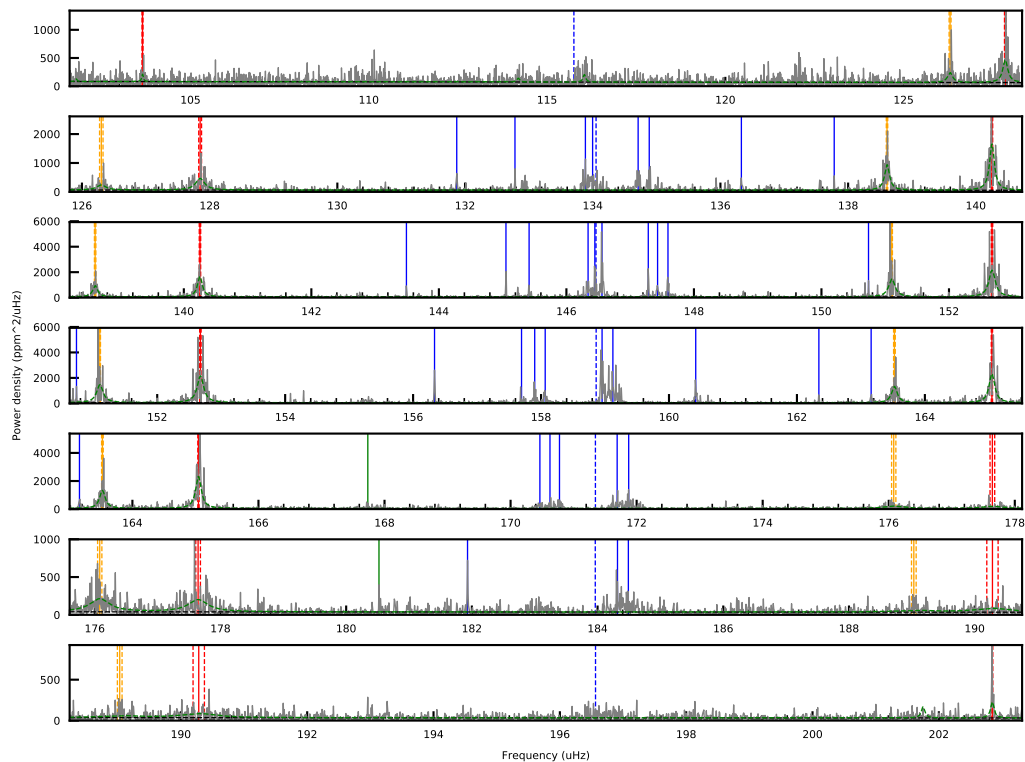 1000
500
0
105 110 115 120 125
2000
1000
0
126 128 130 132 134 136 138 140
6000
4000
2000
0
140 142 144 146 148 150 152
6000
4000
2000
0
152 154 156 158 160 162 164
Power density (ppm^2/uHz)
4000
2000
0
164 166 168 170 172 174 176 178
1000
500
0
176 178 180 182 184 186 188 190
500
0
190 192 194 196 198 200 202
Frequency (uHz)